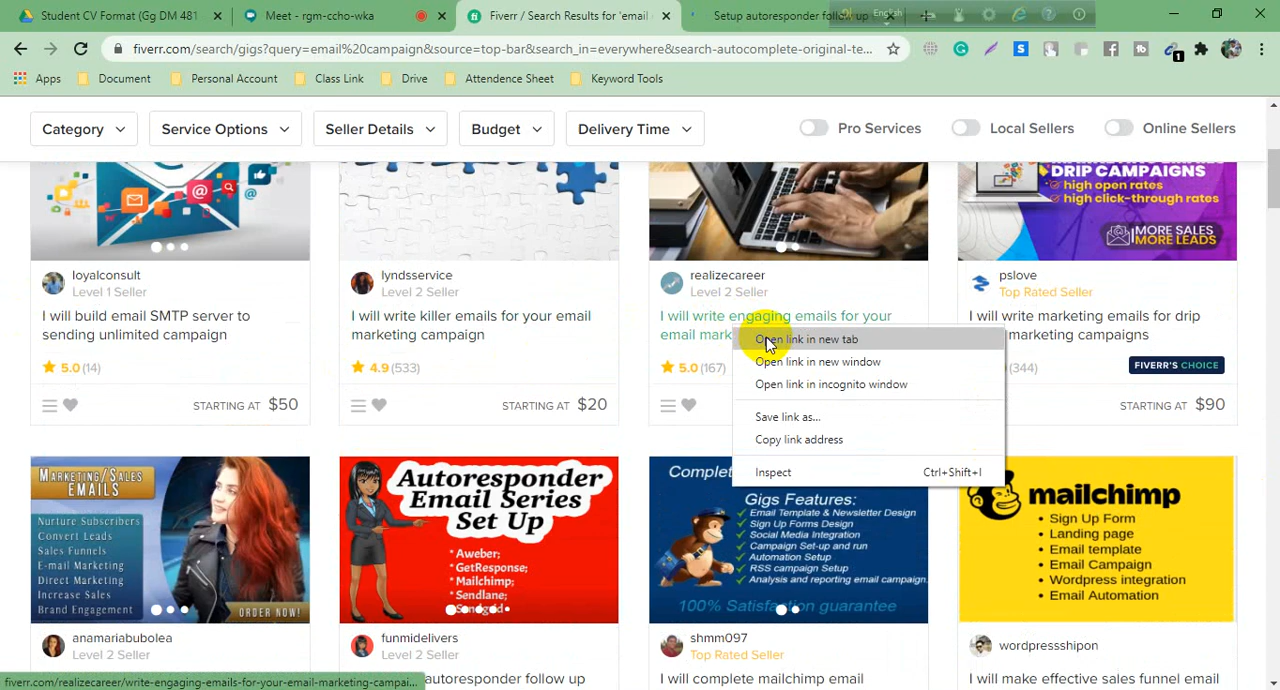 Student CV Format (Gg DM 481
Meet - rgm-ccho-wka
Fiverr / Search Results for 'email
Setup autoresponder follow up
English
fiverr.com/search/gigs?query=email%20campaign&source=top-bar&search_in=everywhere&search-autocomplete-original-te...
1
Apps
Document
Personal Account
Class Link
Drive
Attendence Sheet
Keyword Tools
Category
Service Options
Seller Details
Budget
Delivery Time
Pro Services
Local Sellers
Online Sellers
DRIP CAMPAIGNS
high open rates
high click-through rates
MORE SALES
MORE LEADS
loyalconsult
Level 1 Seller
I will build email SMTP server to
sending unlimited campaign
5.0 (14)
STARTING AT $50
lyndsservice
Level 2 Seller
I will write killer emails for your email
marketing campaign
4.9 (533)
STARTING AT $20
realizecareer
Level 2 Seller
I will write engaging emails for your
email mark
5.0 (167)
pslove
Top Rated Seller
I will write marketing emails for drip
marketing campaigns
(344)
FIVERR'S CHOICE
STARTING AT $90
Open link in new tab
Open link in new window
Open link in incognito window
Save link as...
Copy link address
Inspect Ctrl+Shift+I
MARKETING/SALES
EMAILS
Nurture Subscribers
Convert Leads
Sales Funnels
E-mail Marketing
Direct Marketing
Increase Sales
Brand Engagement
ORDER NOW!
Autoresponder
Email Series
Set Up
* Aweber;
* GetResponse;
* Mailchimp;
* Sendlane;
* Sendgrid
Complet
Gigs Features:
Email Template & Newsletter Design
Sign Up Forms Design
Social Media Integration
Campaign Set-up and run
Automation Setup
RSS campaign Setup
Analysis and reporting email campaign.
100% Satisfaction guarantee
mailchimp
• Sign Up Form
• Landing page
• Email template
• Email Campaign
• Wordpress integration
• Email Automation
anamariabubolea
Level 2 Seller
funmidelivers
Level 2 Seller
shmm097
Top Rated Seller
wordpressshipon
autoresponder follow up
I will complete mailchimp email
I will make effective sales funnel email
fiverr.com/realizecareer/write-engaging-emails-for-your-email-marketing-campai...